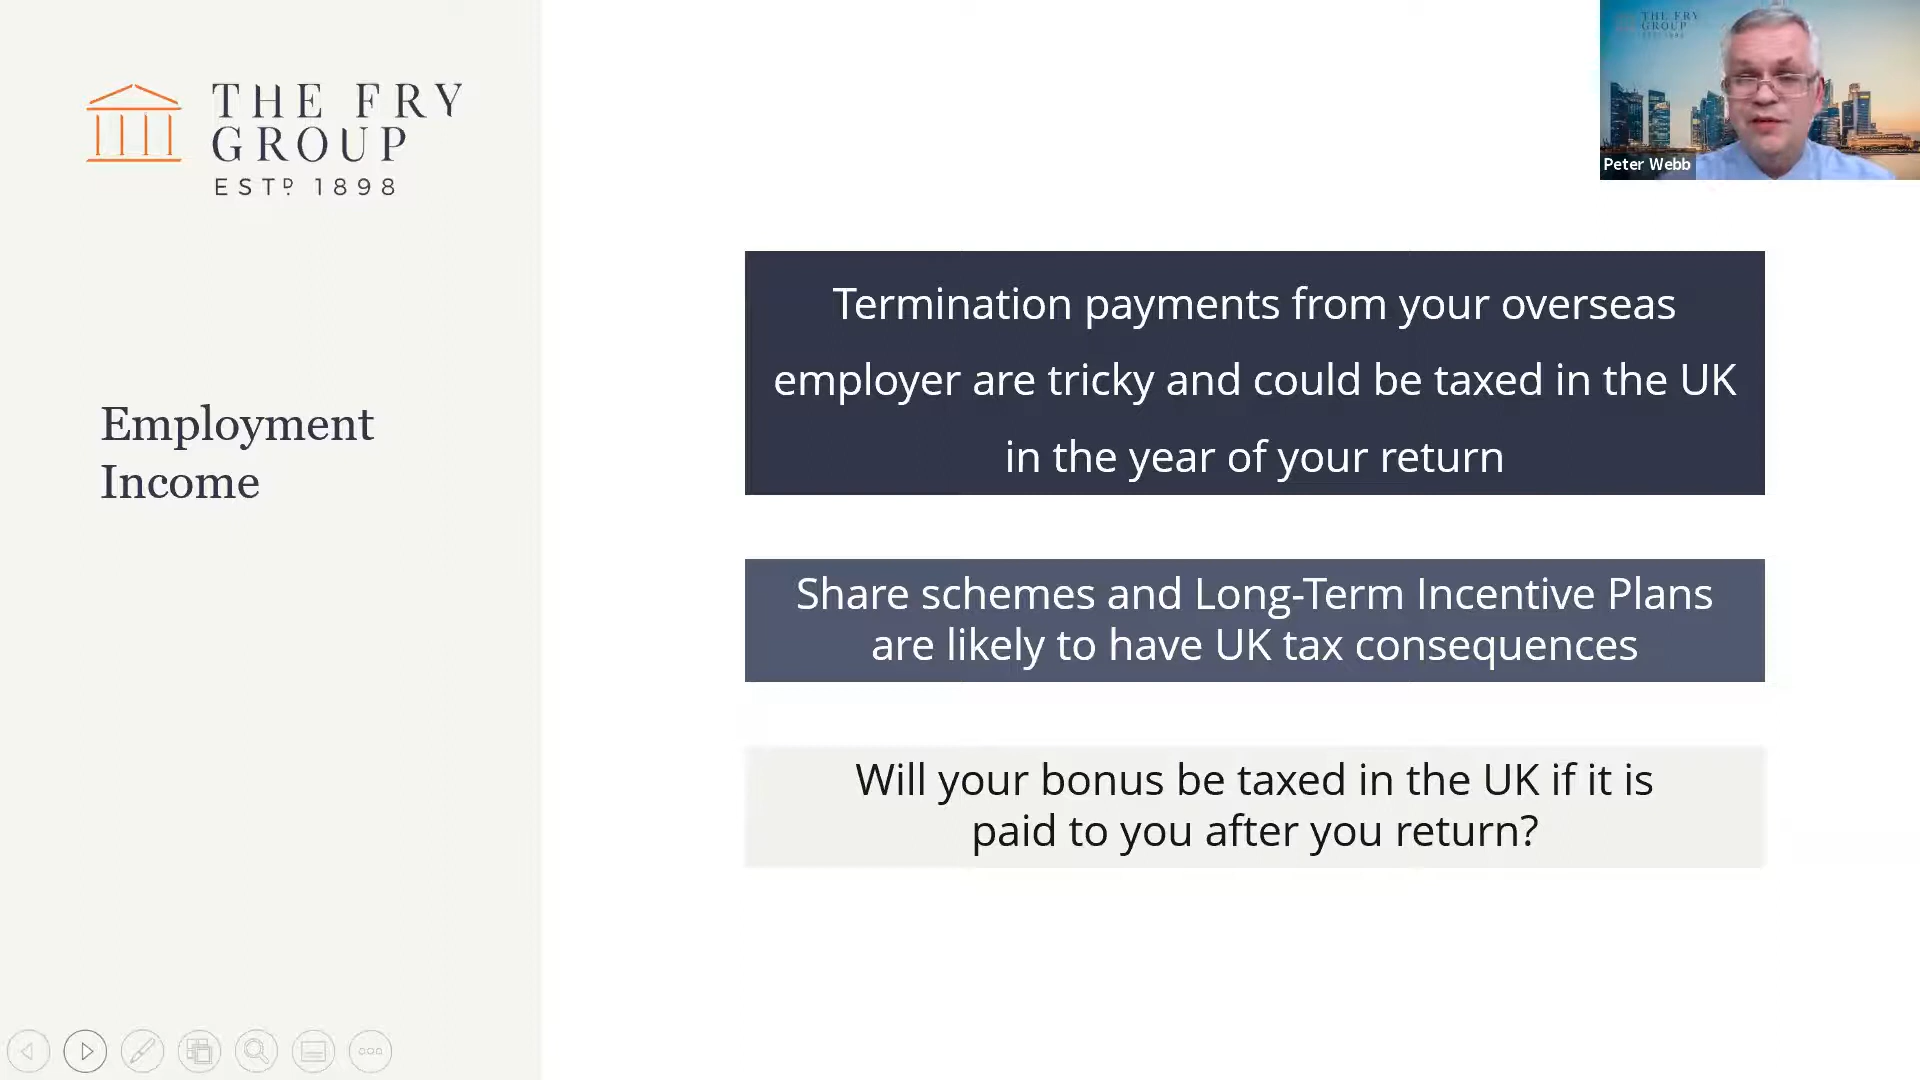 THE FRY
GROUP
ESTD 1898
Employment
Income
Termination payments from your overseas
employer are tricky and could be taxed in the UK
in the year of your return
Share schemes and Long-Term Incentive Plans
are likely to have UK tax consequences
Will your bonus be taxed in the UK if it is
paid to you after you return?
THE FRY
GROUP
Peter Webb